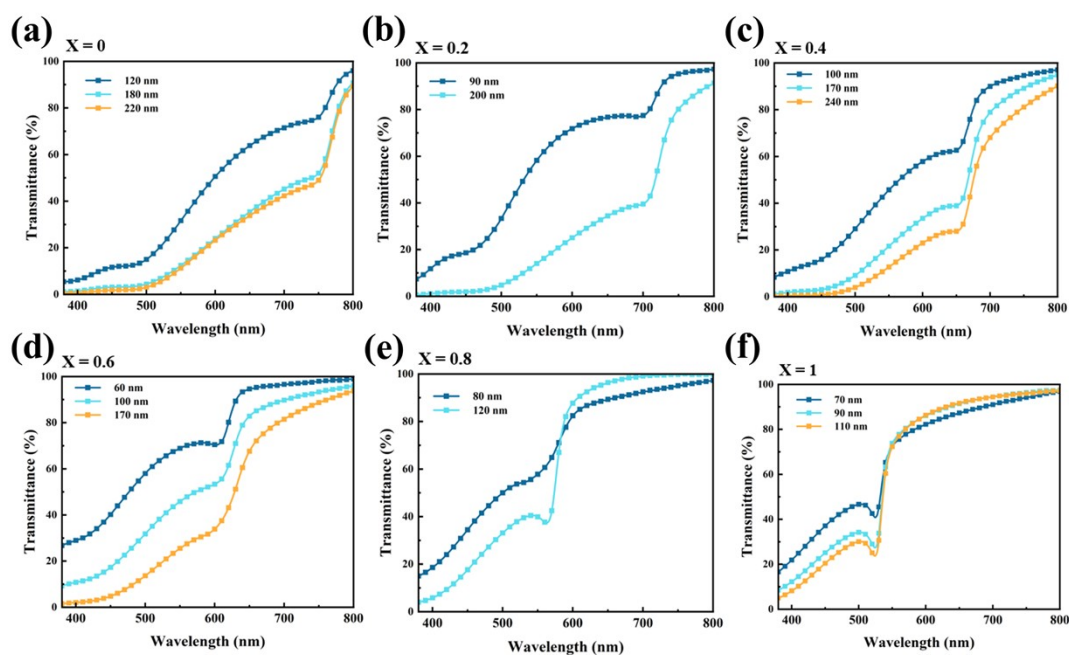 (a)
X = 0
120 nm
180 nm
220 nm
Transmittance (%)
100
80
60
40
20
0
400 500 600 700 800
Wavelength (nm)
(b)
X = 0.2
90 nm
200 nm
Transmittance (%)
100
80
60
40
20
0
400 500 600 700 800
Wavelength (nm)
(c)
X = 0.4
100 nm
170 nm
240 nm
Transmittance (%)
100
80
60
40
20
0
400 500 600 700 800
Wavelength (nm)
(d)
X = 0.6
60 nm
100 nm
170 nm
Transmittance (%)
100
80
60
40
20
0
400 500 600 700 800
Wavelength (nm)
(e)
X = 0.8
80 nm
120 nm
Transmittance (%)
100
80
60
40
20
0
400 500 600 700 800
Wavelength (nm)
(f)
X = 1
70 nm
90 nm
110 nm
Transmittance (%)
100
80
60
40
20
0
400 500 600 700 800
Wavelength (nm)